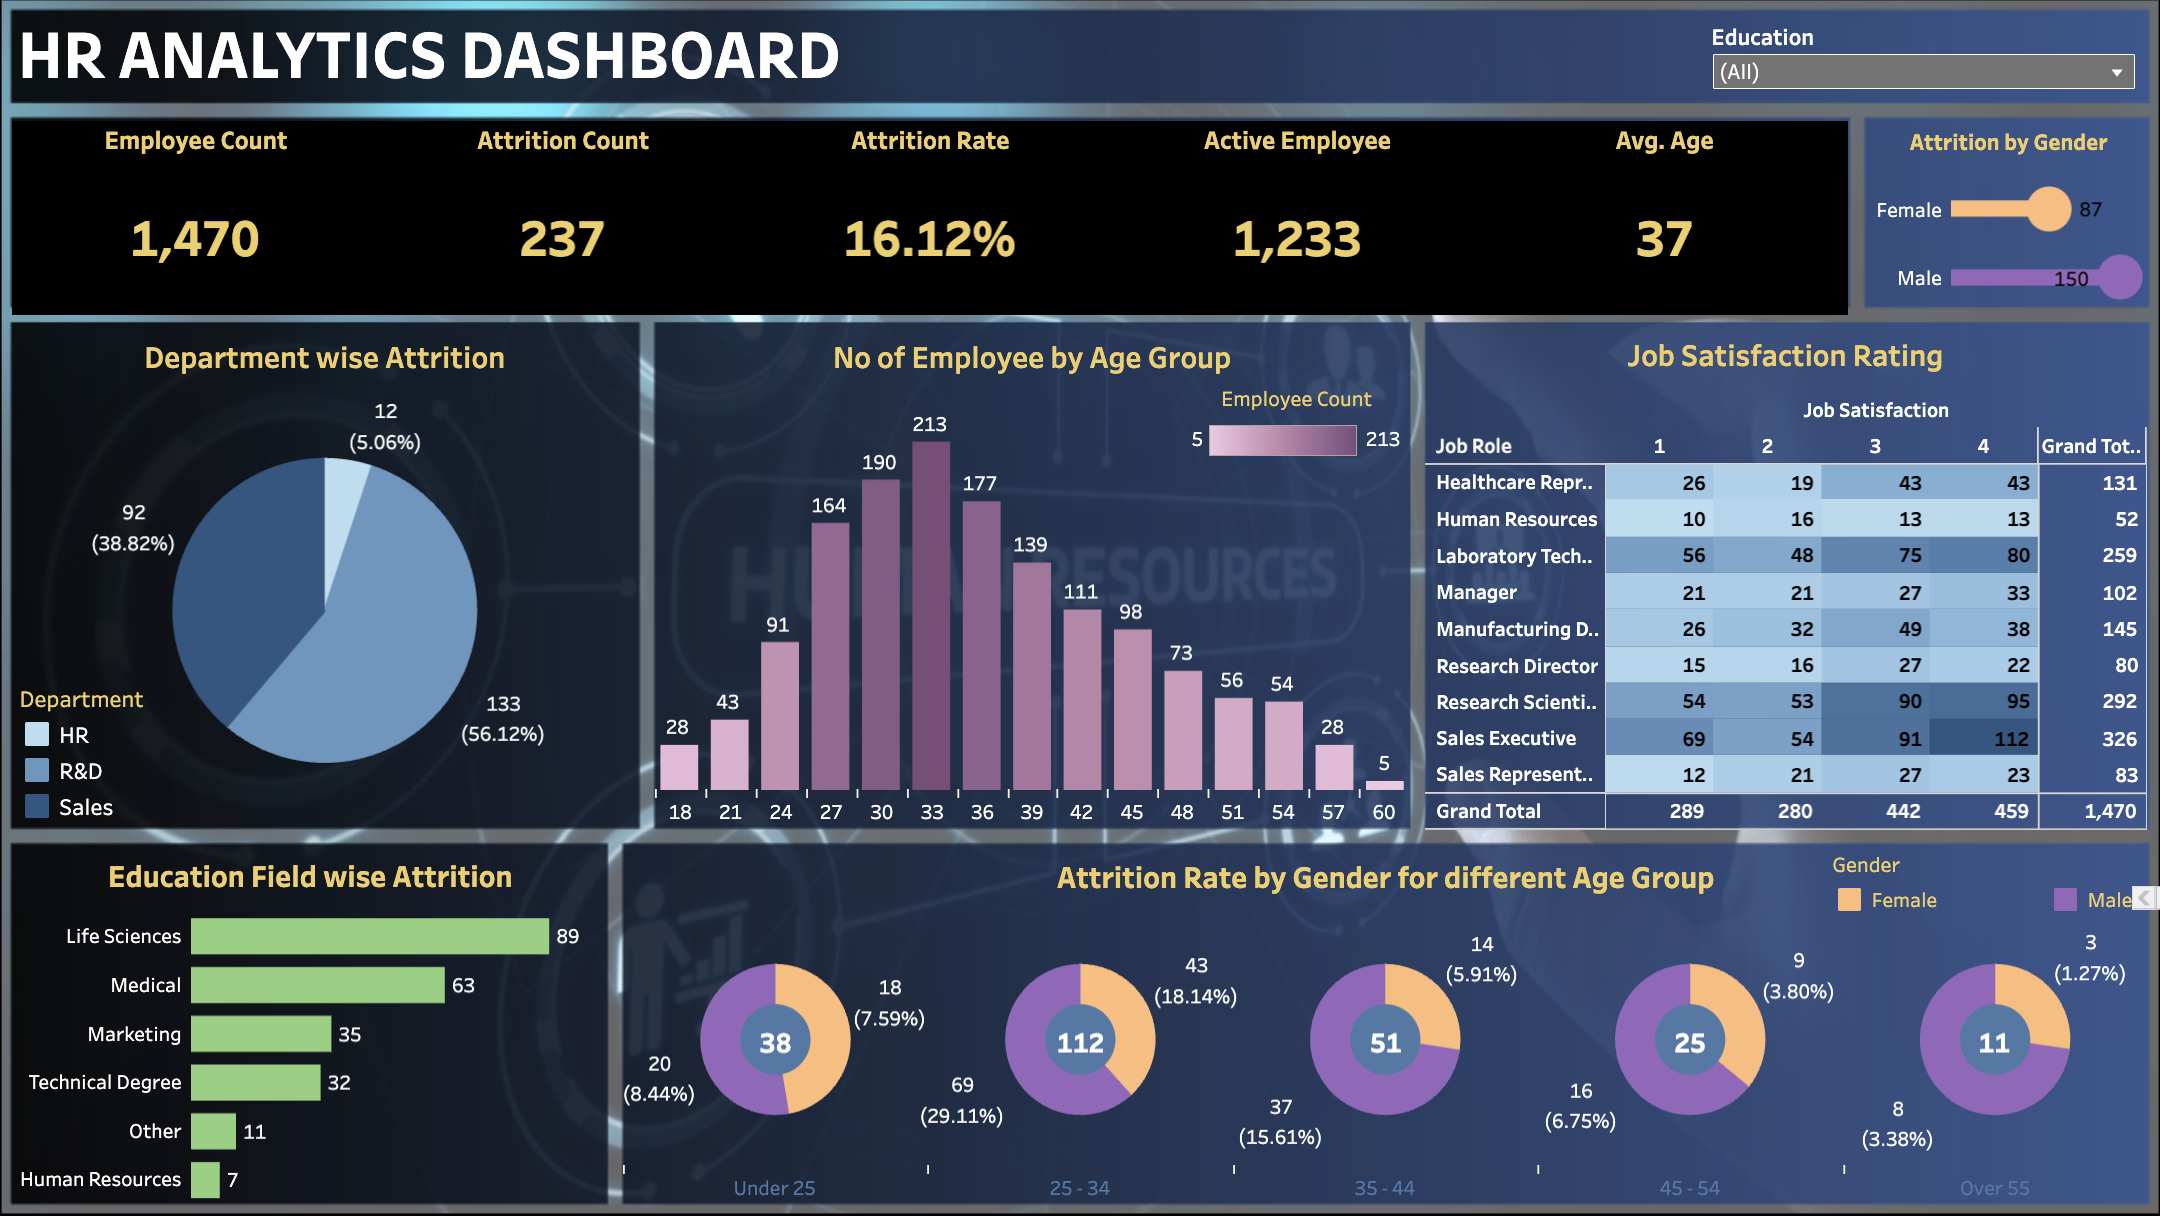 HR ANALYTICS DASHBOARD
Education
(All)
Employee Count
Attrition Count
Attrition Rate
Active Employee
Avg. Age
1,470
237
16.12%
1,233
37
Attrition by Gender
Female 87
Male 150
Department wise Attrition
12
(5.06%)
92
(38.82%)
133
(56.12%)
Department
HR
R&D
Sales
No of Employee by Age Group
Employee Count
5 213
28 43 91 164 190 213 177 139 111 98 73 56 54 28 5
18 21 24 27 30 33 36 39 42 45 48 51 54 57 60
HUMAN RESOURCES
Job Satisfaction Rating
Job Satisfaction
Job Role 1 2 3 4 Grand Tot..
Healthcare Repr.. 26 19 43 43 131
Human Resources 10 16 13 13 52
Laboratory Tech.. 56 48 75 80 259
Manager 21 21 27 33 102
Manufacturing D.. 26 32 49 38 145
Research Director 15 16 27 22 80
Research Scienti.. 54 53 90 95 292
Sales Executive 69 54 91 112 326
Sales Represent.. 12 21 27 23 83
Grand Total 289 280 442 459 1,470
Education Field wise Attrition
Life Sciences 89
Medical 63
Marketing 35
Technical Degree 32
Other 11
Human Resources 7
Attrition Rate by Gender for different Age Group
Gender
Female Male
18
(7.59%)
38
20
(8.44%)
Under 25
43
(18.14%)
112
69
(29.11%)
25 - 34
14
(5.91%)
51
37
(15.61%)
35 - 44
9
(3.80%)
25
16
(6.75%)
45 - 54
3
(1.27%)
11
8
(3.38%)
Over 55